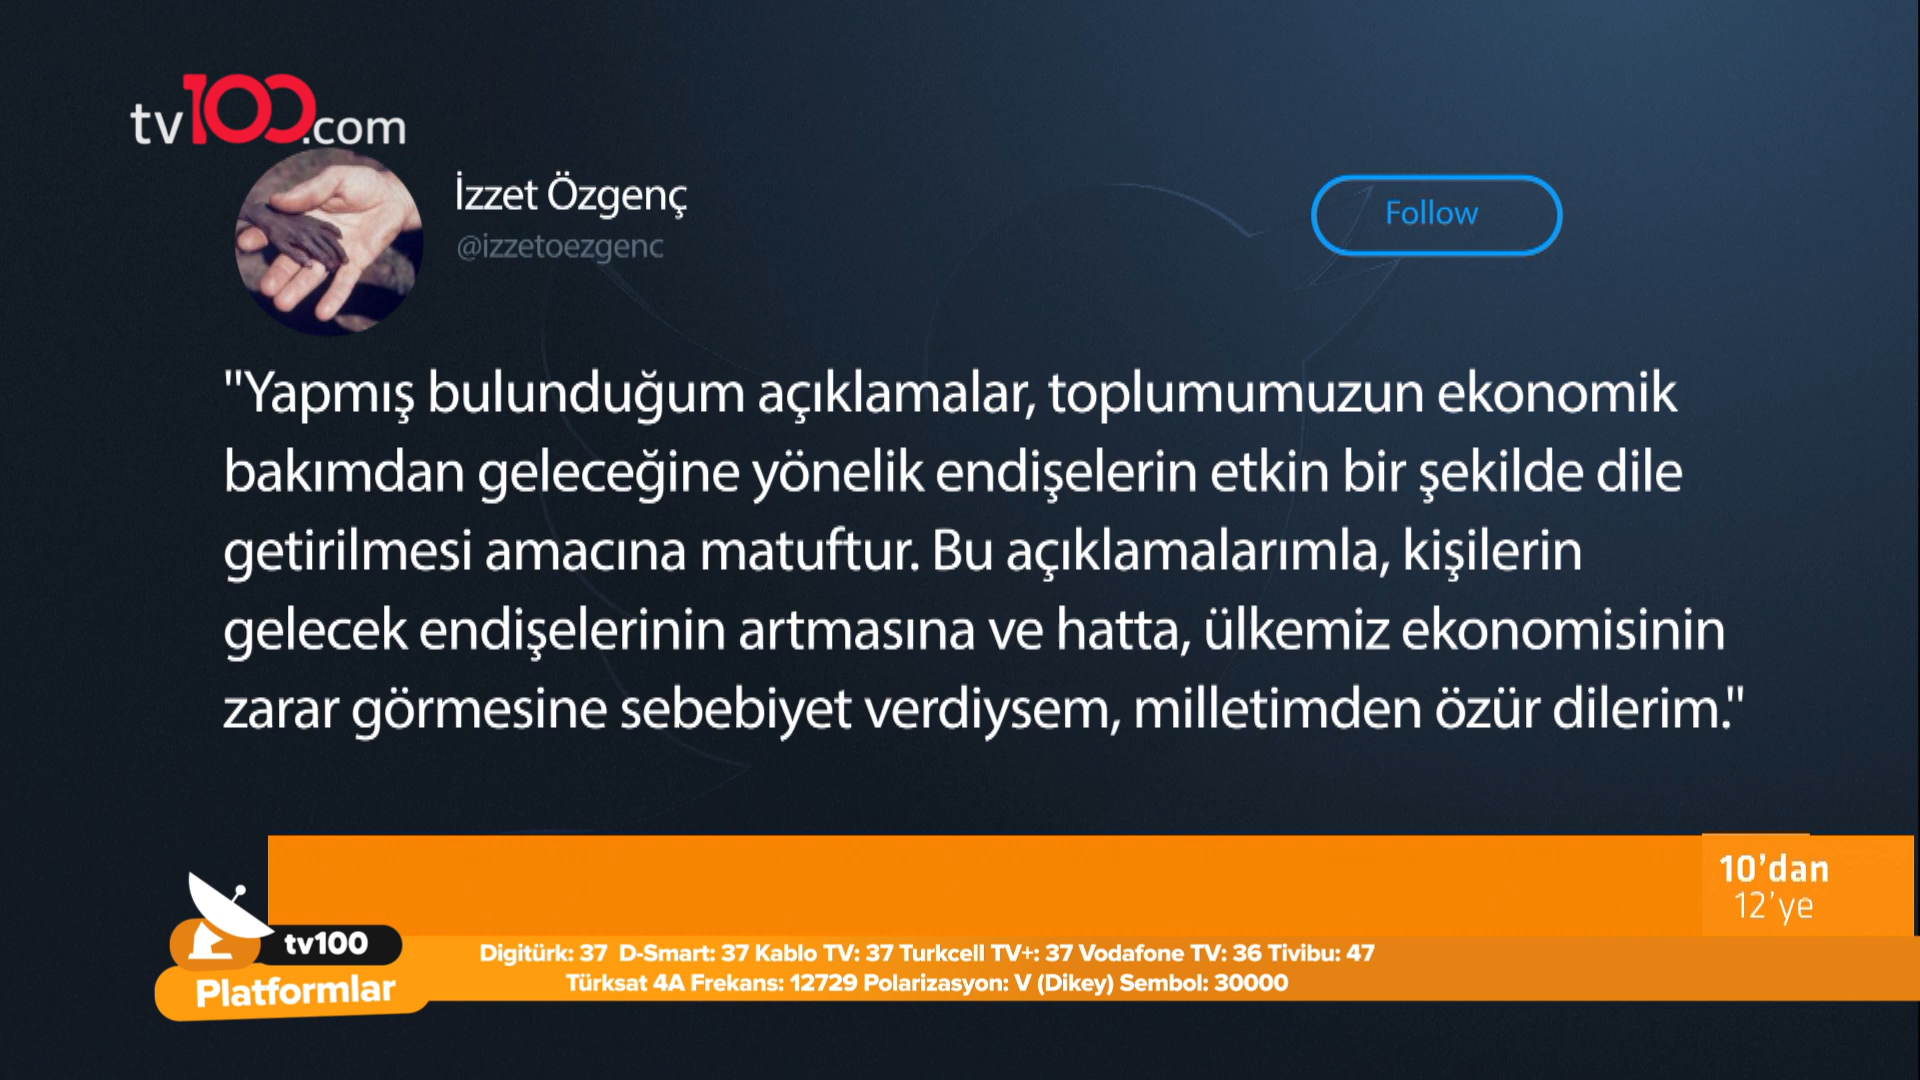 tv100.com
İzzet Özgenç
@izzetoezgenc
Follow
"Yapmış bulunduğum açıklamalar, toplumumuzun ekonomik
bakımdan geleceğine yönelik endişelerin etkin bir şekilde dile
getirilmesi amacına matuftur. Bu açıklamalarımla, kişilerin
gelecek endişelerinin artmasına ve hatta, ülkemiz ekonomisinin
zarar görmesine sebebiyet verdiysem, milletimden özür dilerim."
10’dan
12’ye
tv100
Platformlar
Digitürk: 37 D-Smart: 37 Kablo TV: 37 Turkcell TV+: 37 Vodafone TV: 36 Tivibu: 47
Türksat 4A Frekans: 12729 Polarizasyon: V (Dikey) Sembol: 30000